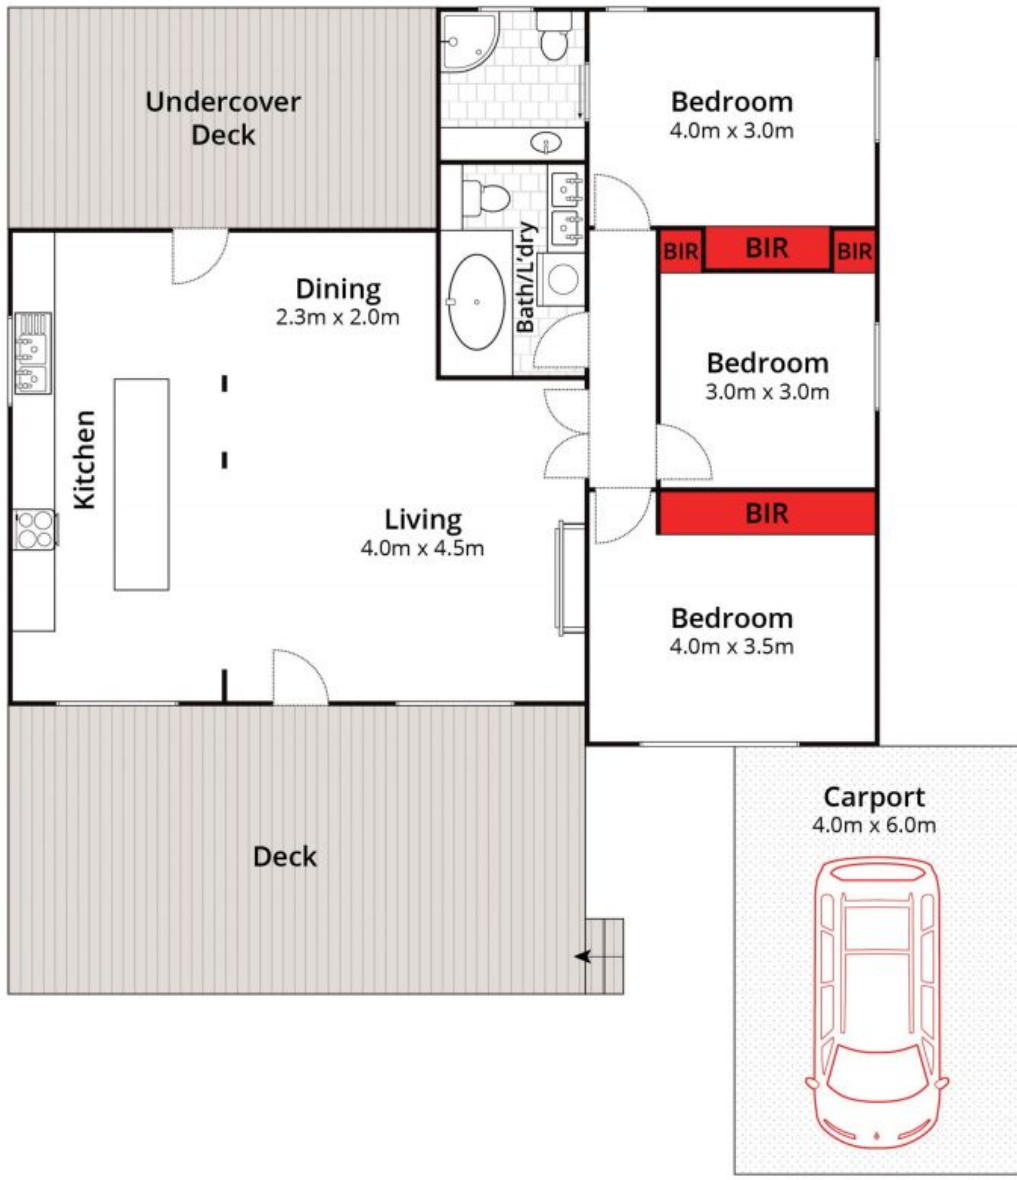 Undercover
Deck
Bedroom
4.0m x 3.0m
BIR
BIR
BIR
Bath/L'dry
Dining
2.3m x 2.0m
Bedroom
3.0m x 3.0m
Kitchen
Living
4.0m x 4.5m
BIR
Bedroom
4.0m x 3.5m
Deck
Carport
4.0m x 6.0m